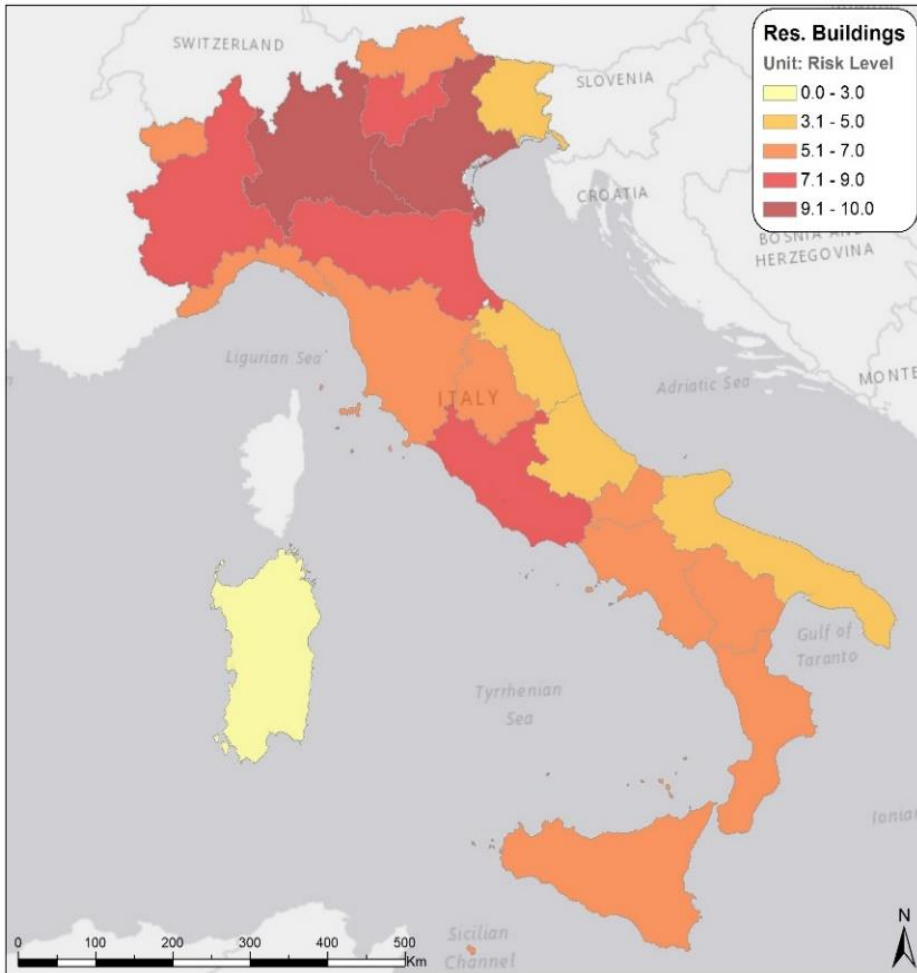 SWITZERLAND
SLOVENIA
CROATIA
BOSNIA AND
HERZEGOVINA
MONTE
Ligurian Sea
Adriatic Sea
ITALY
Gulf of
Taranto
Tyrrhenian
Sea
Ionian
Sicilian
Channel
Res. Buildings
Unit: Risk Level
0.0 - 3.0
3.1 - 5.0
5.1 - 7.0
7.1 - 9.0
9.1 - 10.0
0 100 200 300 400 500
Km
N